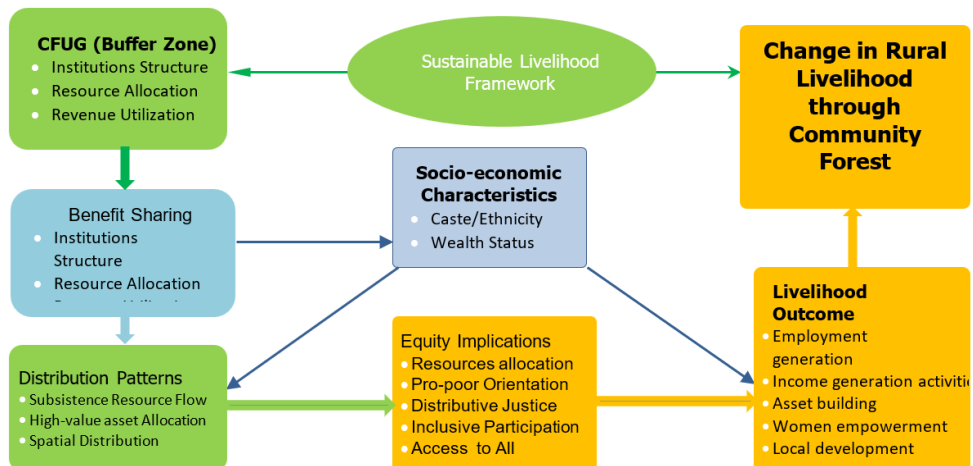 CFUG (Buffer Zone)
Institutions Structure
Resource Allocation
Revenue Utilization
Sustainable Livelihood
Framework
Change in Rural
Livelihood
through
Community
Forest
Benefit Sharing
Institutions
Structure
Resource Allocation
Socio-economic
Characteristics
Caste/Ethnicity
Wealth Status
Distribution Patterns
Subsistence Resource Flow
High-value asset Allocation
Spatial Distribution
Equity Implications
Resources allocation
Pro-poor Orientation
Distributive Justice
Inclusive Participation
Access to All
Livelihood
Outcome
Employment
generation
Income generation activiti
Asset building
Women empowerment
Local development